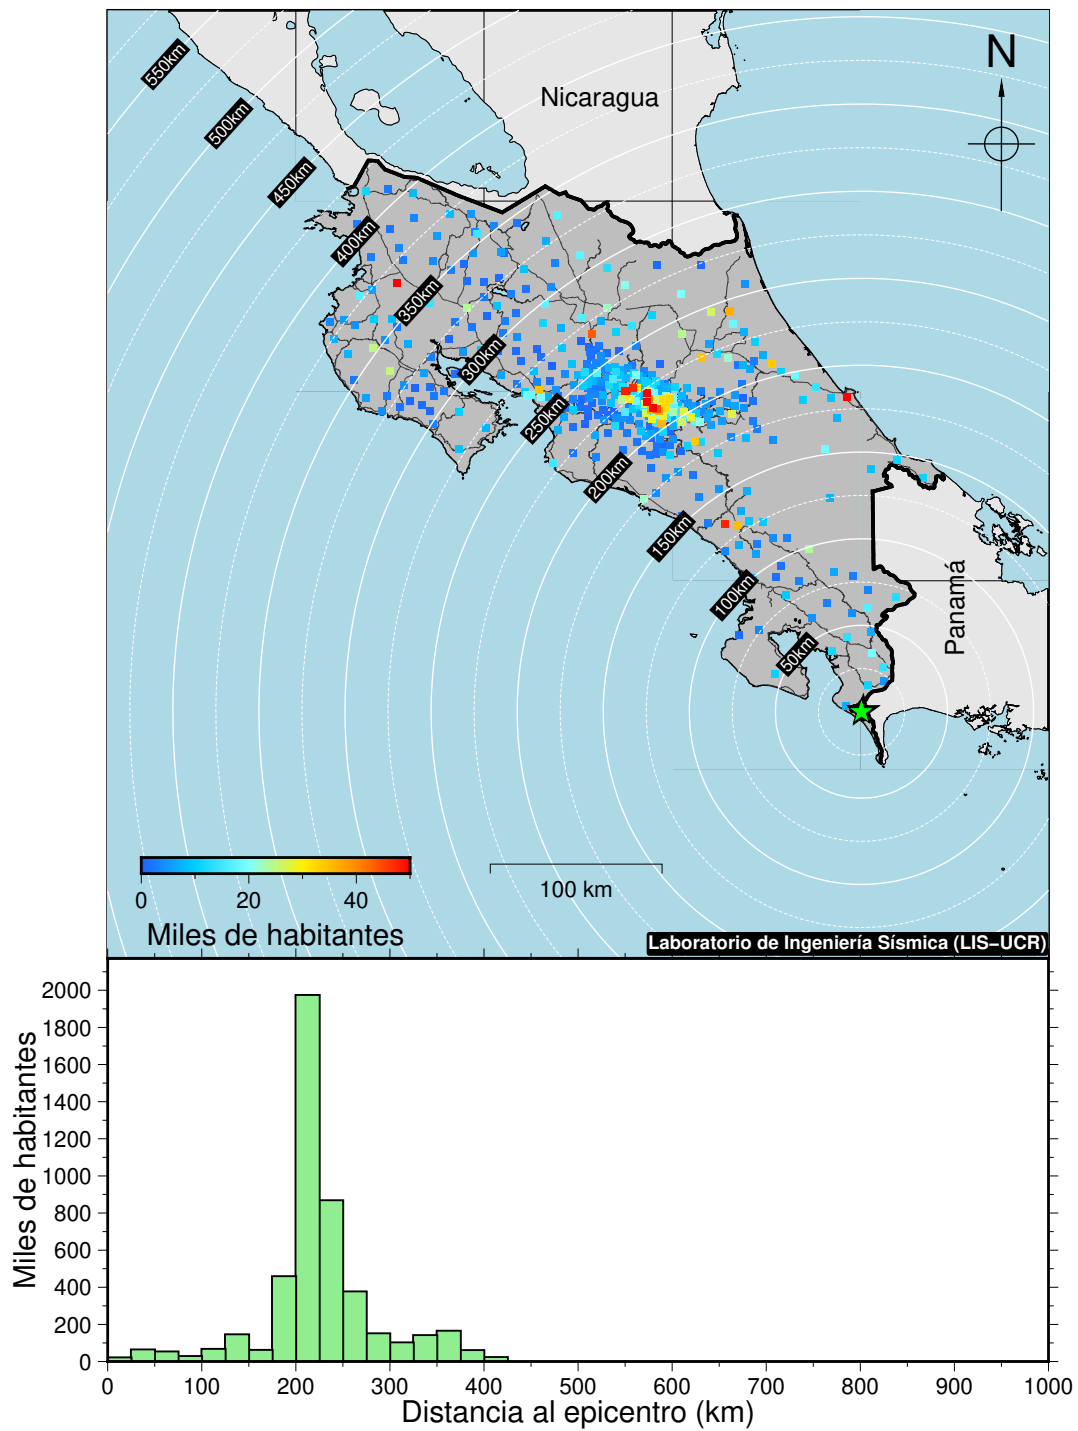 550km
N
Nicaragua
500km
450km
400km
350km
300km
250km
200km
150km
100km
50km
Panamá
0 20 40
Miles de habitantes
100 km
Laboratorio de Ingeniería Sísmica (LIS−UCR)
Miles de habitantes
2000
1800
1600
1400
1200
1000
800
600
400
200
0
0 100 200 300 400 500 600 700 800 900 1000
Distancia al epicentro (km)